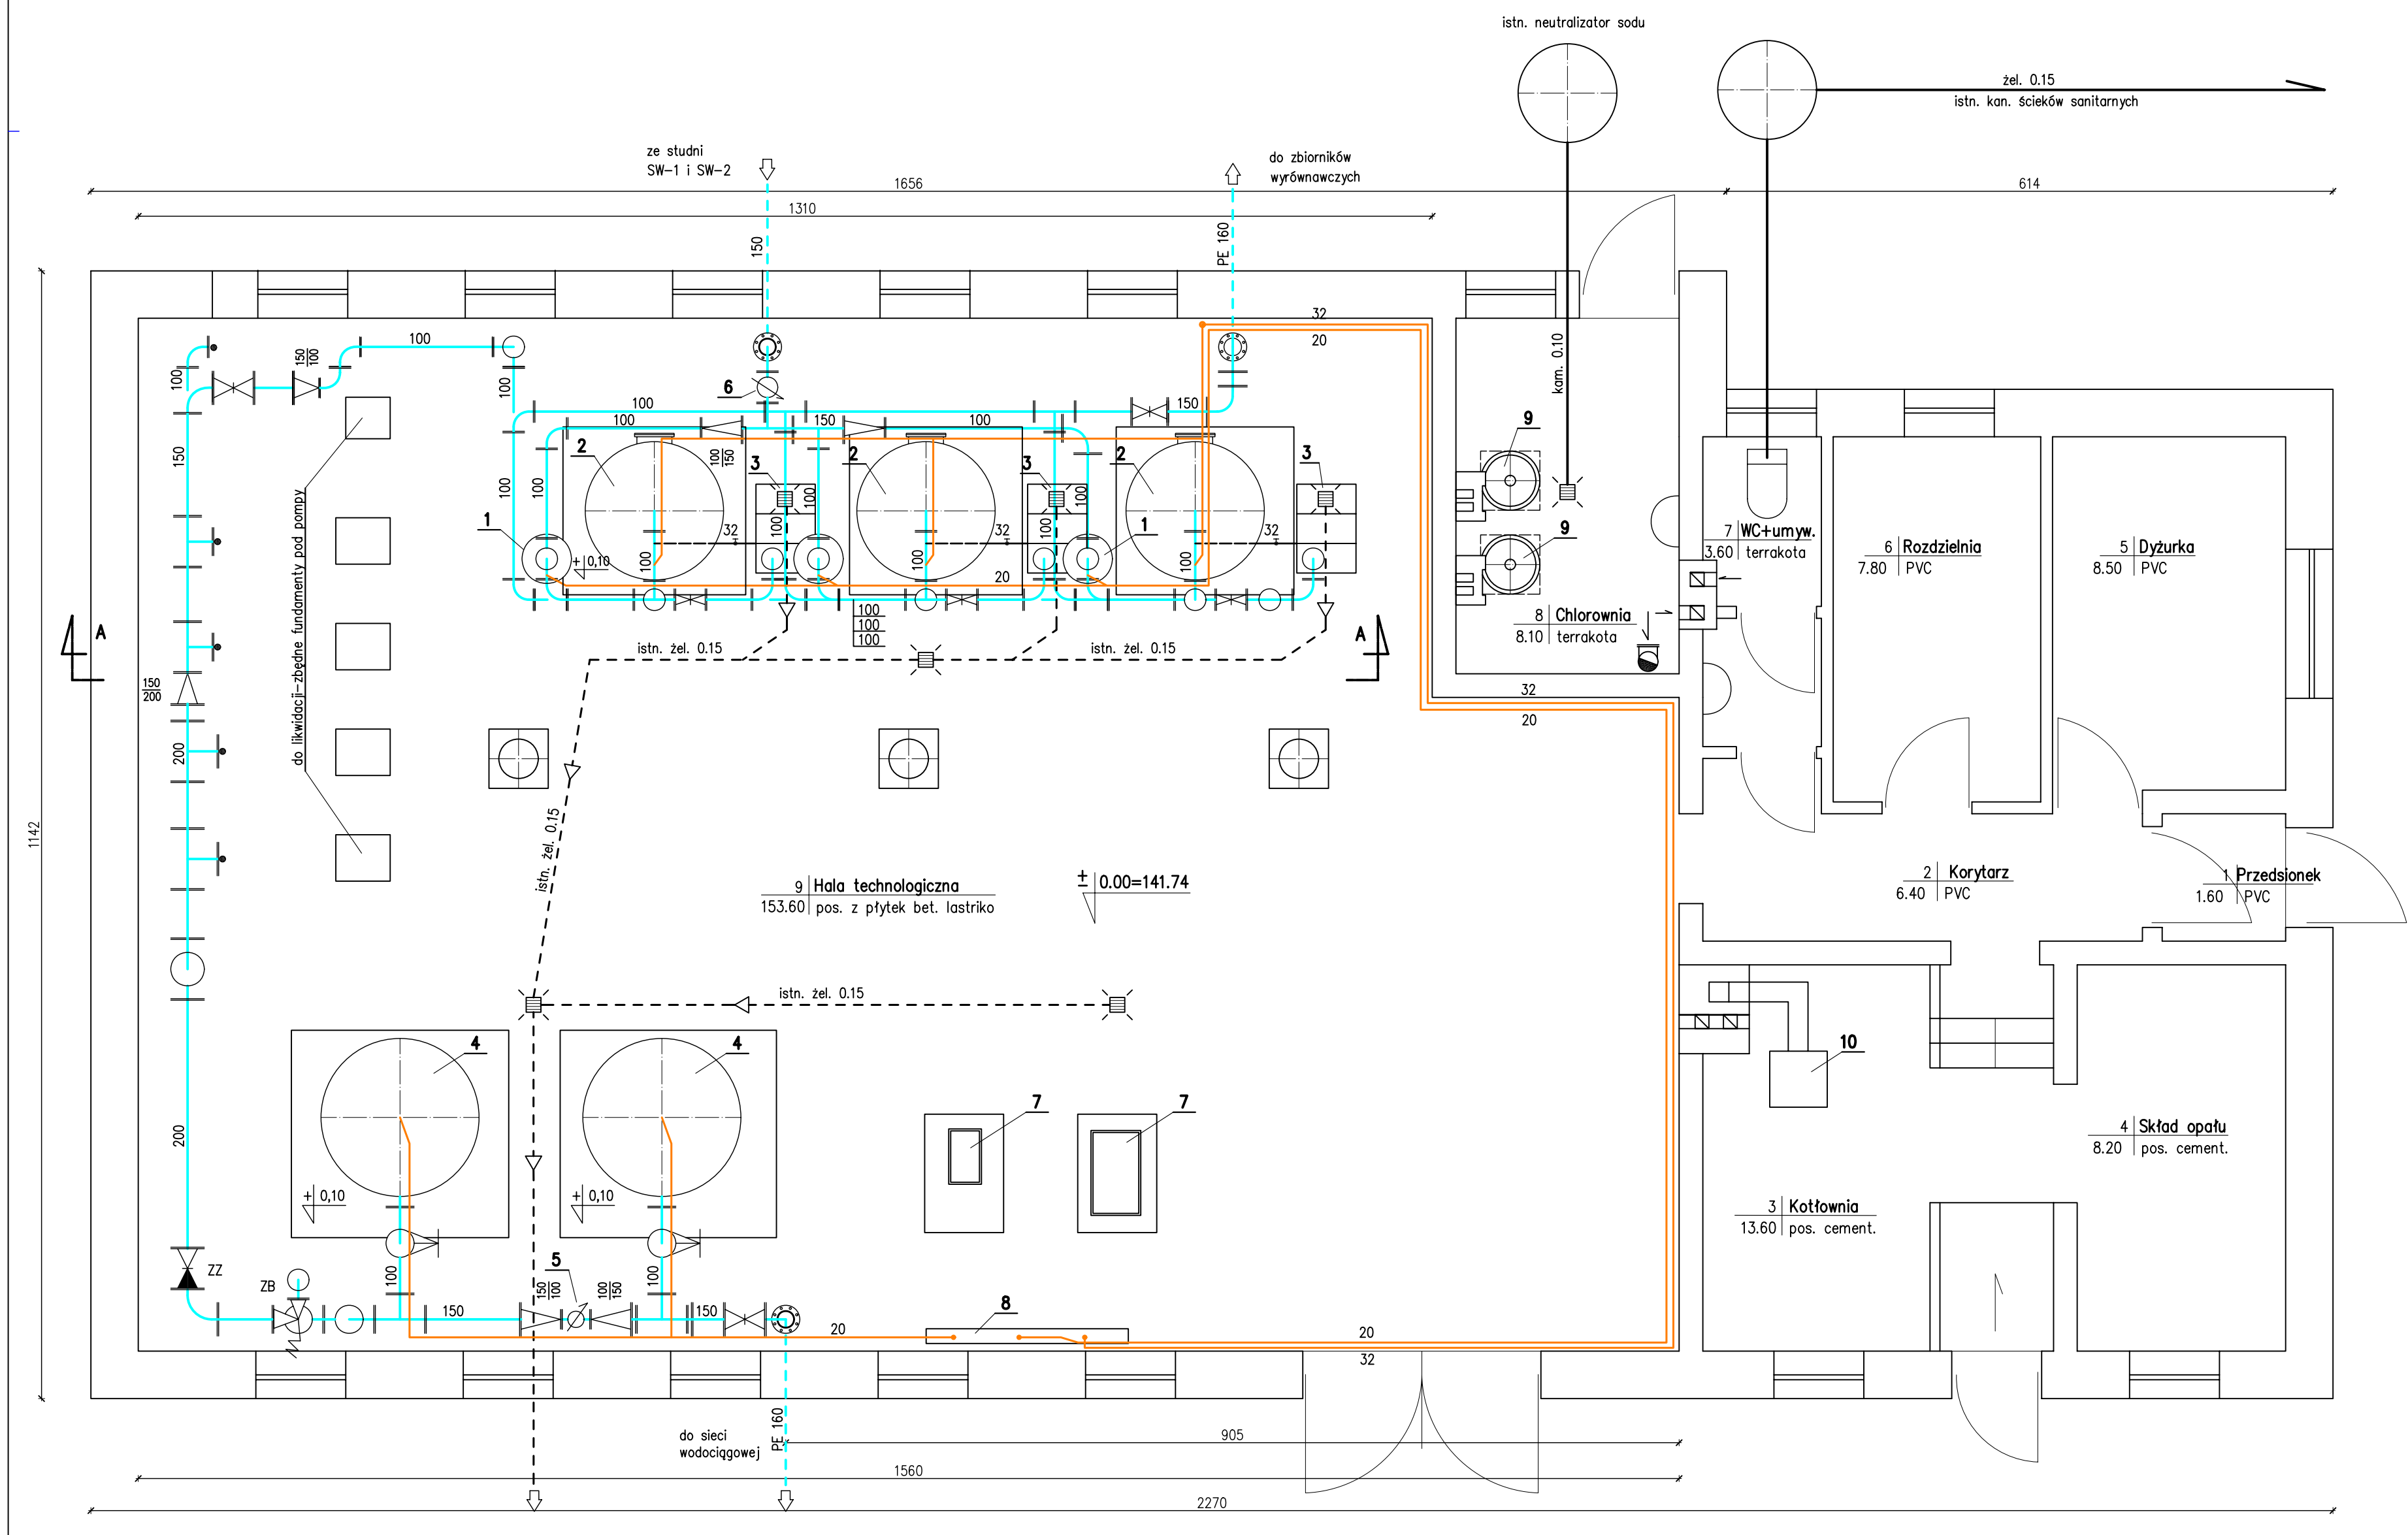 istn. neutralizator sodu
żel. 0.15
istn. kan. ścieków sanitarnych
ze studni
SW-1 i SW-2
do zbiorników
wyrównawczych
1656
614
1310
150
PE 160
32
20
kam. 0.10
100
150
100
100
100
100
6
100
150
100
150
100
150
2
100
150
3
2
3
2
3
9
9
100
100
100
100
100
100
1
1
32
32
32
+ 0,10
100
100
100
20
100
100
100
7 WC+umyw.
3.60 terrakota
6 Rozdzielnia
7.80 PVC
5 Dyżurka
8.50 PVC
8 Chlorownia
8.10 terrakota
A
A
istn. żel. 0.15
istn. żel. 0.15
do likwidacji-zbędne fundamenty pod pompy
150
200
200
32
20
1142
istn. żel. 0.15
9 Hala technologiczna
153.60 pos. z płytek bet. lastriko
± 0.00=141.74
2 Korytarz
6.40 PVC
1 Przedsionek
1.60 PVC
istn. żel. 0.15
4
4
10
7
7
200
4 Skład opału
8.20 pos. cement.
+ 0,10
+ 0,10
3 Kotłownia
13.60 pos. cement.
ZZ
ZB
100
5
150
100
100
150
100
150
150
8
20
20
32
do sieci
wodociągowej
PE 160
905
1560
2270